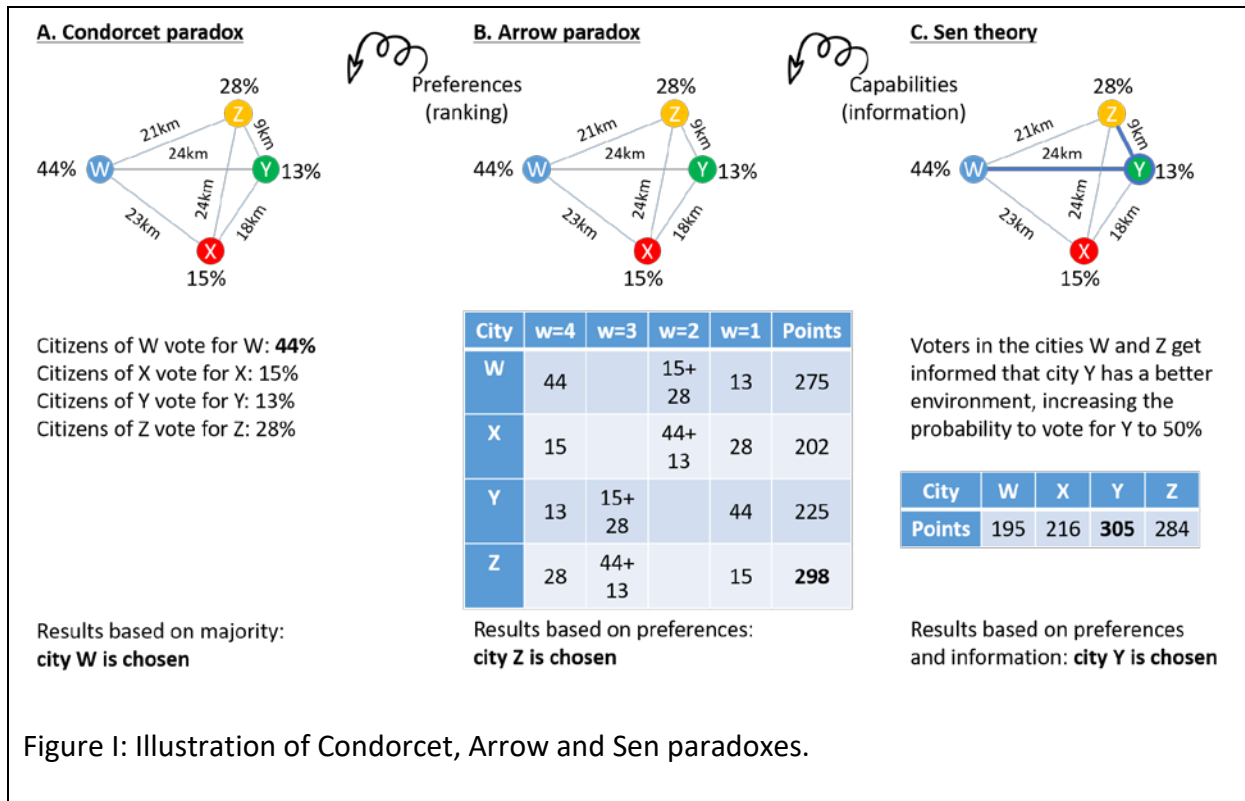 A. Condorcet paradox
28%
Z
21km
9km
24km
44%
W
Y
13%
23km
24km
18km
X
15%
Citizens of W vote for W: 44%
Citizens of X vote for X: 15%
Citizens of Y vote for Y: 13%
Citizens of Z vote for Z: 28%
Results based on majority:
city W is chosen
Preferences
(ranking)
B. Arrow paradox
28%
Z
21km
9km
24km
44%
W
Y
13%
23km
24km
18km
X
15%
City w=4 w=3 w=2 w=1 Points
W 44 15+ 13 275
28
X 15 44+ 28 202
13
Y 13 15+ 44 225
28
Z 28 44+ 15 298
13
Results based on preferences:
city Z is chosen
Capabilities
(information)
C. Sen theory
28%
Z
21km
9km
24km
44%
W
Y
13%
23km
24km
18km
X
15%
Voters in the cities W and Z get
informed that city Y has a better
environment, increasing the
probability to vote for Y to 50%
City W X Y Z
Points 195 216 305 284
Results based on preferences
and information: city Y is chosen
Figure I: Illustration of Condorcet, Arrow and Sen paradoxes.